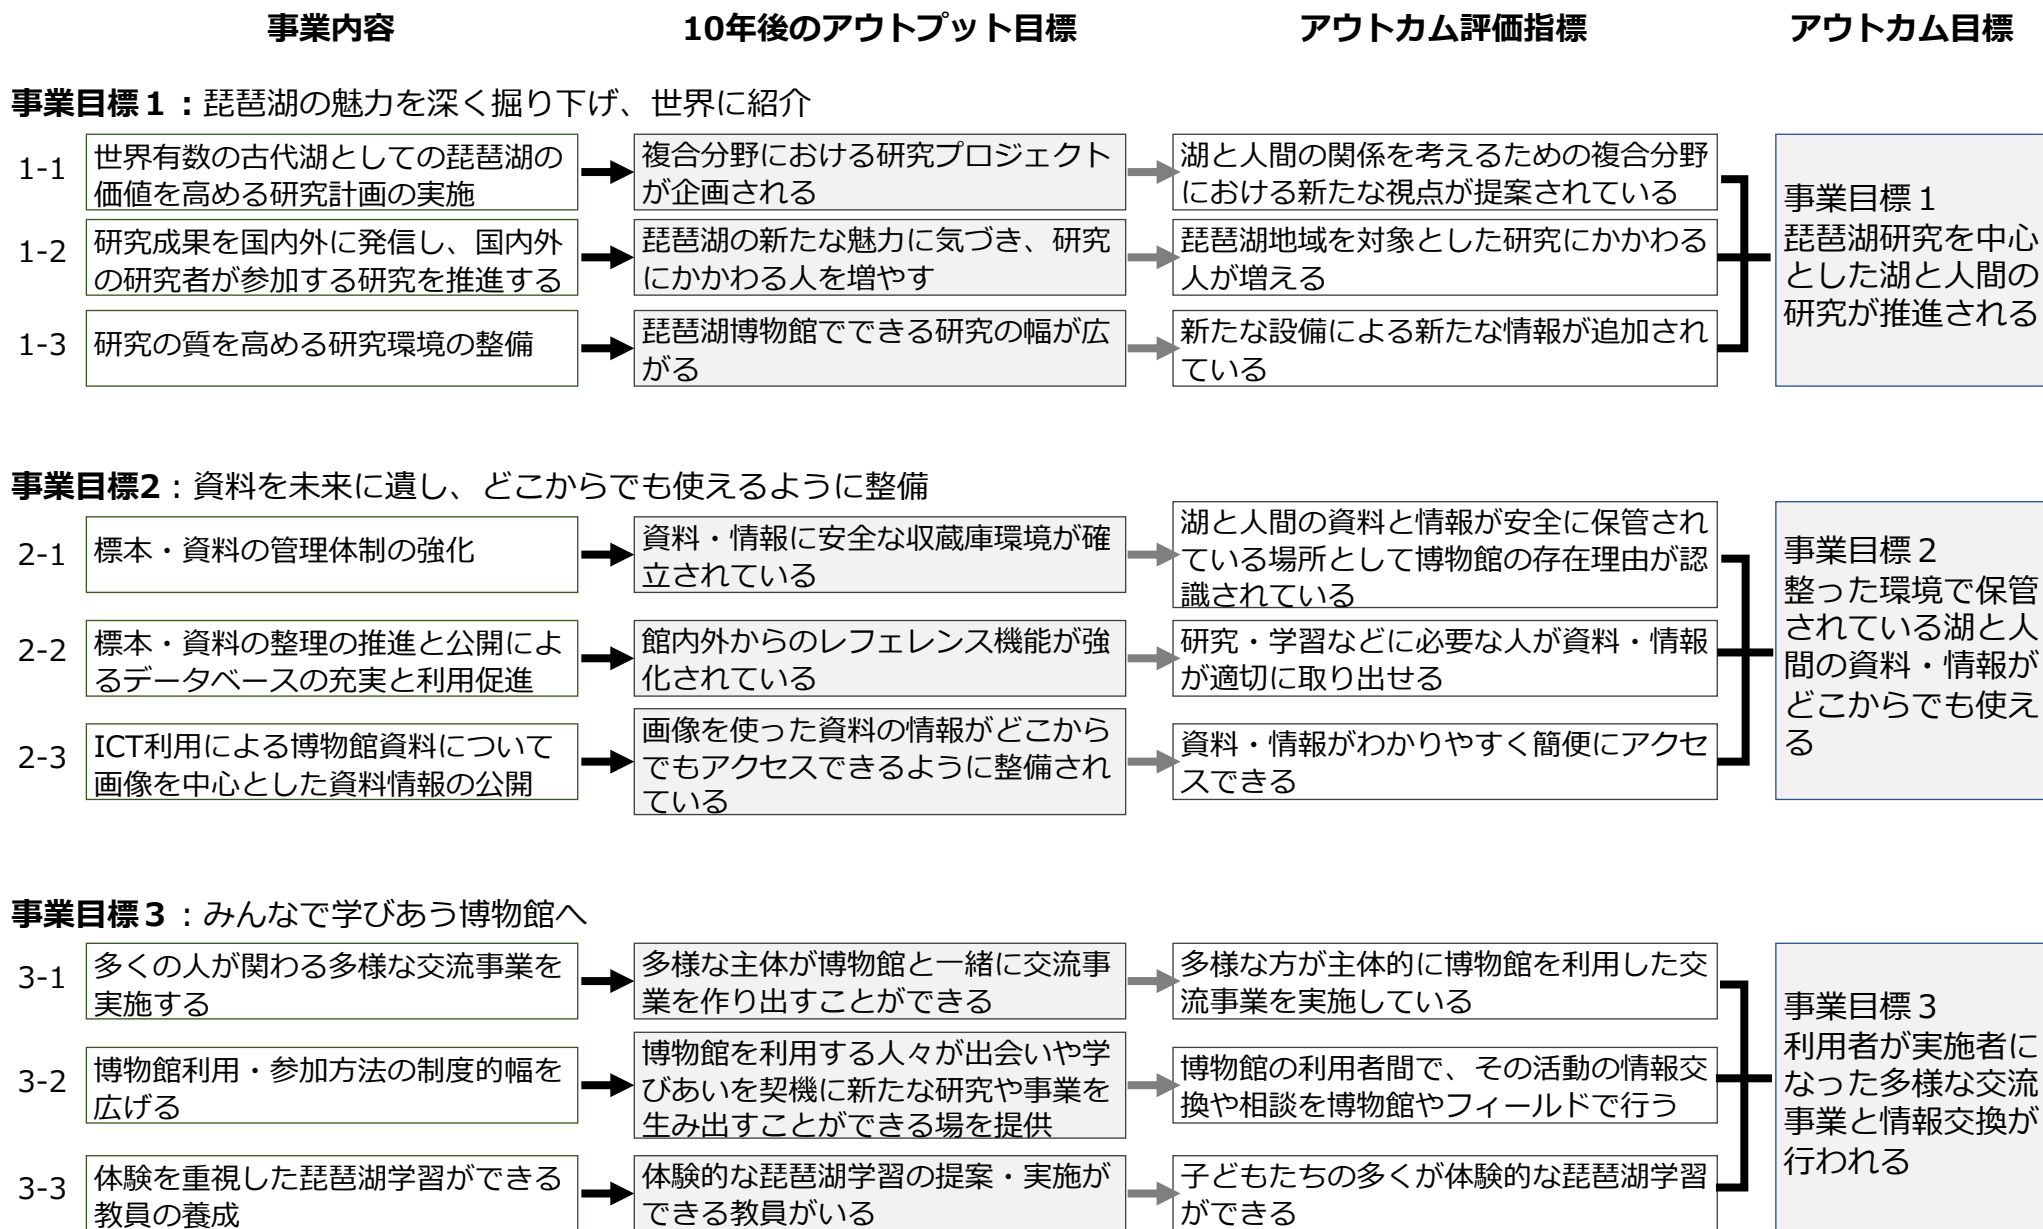 事業内容 10年後のアウトプット目標 アウトカム評価指標 アウトカム目標
事業目標１：琵琶湖の魅力を深く掘り下げ、世界に紹介
1-1
世界有数の古代湖としての琵琶湖の
価値を高める研究計画の実施
複合分野における研究プロジェクト
が企画される
湖と人間の関係を考えるための複合分野
における新たな視点が提案されている
1-2
研究成果を国内外に発信し、国内外
の研究者が参加する研究を推進する
琵琶湖の新たな魅力に気づき、研究
にかかわる人を増やす
琵琶湖地域を対象とした研究にかかわる
人が増える
1-3
研究の質を高める研究環境の整備
琵琶湖博物館でできる研究の幅が広
がる
新たな設備による新たな情報が追加され
ている
事業目標１
琵琶湖研究を中心
とした湖と人間の
研究が推進される
事業目標2：資料を未来に遺し、どこからでも使えるように整備
2-1
標本・資料の管理体制の強化
資料・情報に安全な収蔵庫環境が確
立されている
湖と人間の資料と情報が安全に保管され
ている場所として博物館の存在理由が認
識されている
2-2
標本・資料の整理の推進と公開によ
るデータベースの充実と利用促進
館内外からのレフェレンス機能が強
化されている
研究・学習などに必要な人が資料・情報
が適切に取り出せる
2-3
ICT利用による博物館資料について
画像を中心とした資料情報の公開
画像を使った資料の情報がどこから
でもアクセスできるように整備され
ている
資料・情報がわかりやすく簡便にアクセ
スできる
事業目標２
整った環境で保管
されている湖と人
間の資料・情報が
どこからでも使え
る
事業目標３：みんなで学びあう博物館へ
3-1
多くの人が関わる多様な交流事業を
実施する
多様な主体が博物館と一緒に交流事
業を作り出すことができる
多様な方が主体的に博物館を利用した交
流事業を実施している
3-2
博物館利用・参加方法の制度的幅を
広げる
博物館を利用する人々が出会いや学
びあいを契機に新たな研究や事業を
生み出すことができる場を提供
博物館の利用者間で、その活動の情報交
換や相談を博物館やフィールドで行う
3-3
体験を重視した琵琶湖学習ができる
教員の養成
体験的な琵琶湖学習の提案・実施が
できる教員がいる
子どもたちの多くが体験的な琵琶湖学習
ができる
事業目標３
利用者が実施者に
なった多様な交流
事業と情報交換が
行われる